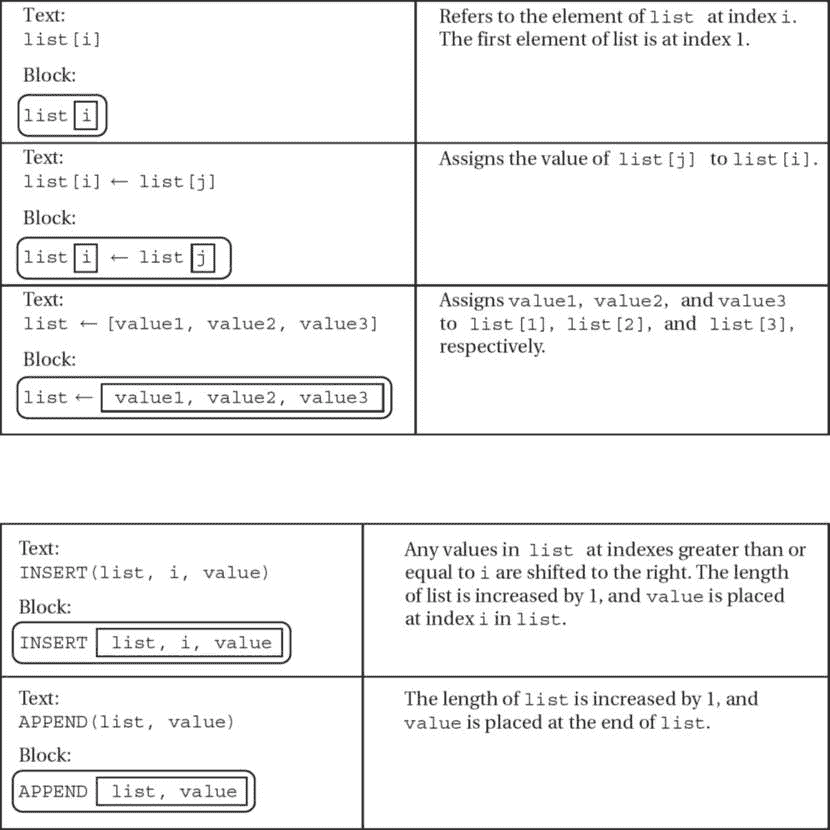 Text:
list[i]
Block:
list i
Refers to the element of list at index i.
The first element of list is at index 1.
Text:
list[i] ← list[j]
Block:
list i ← list j
Assigns the value of list[j] to list[i].
Text:
list ← [value1, value2, value3]
Block:
list ← value1, value2, value3
Assigns value1, value2, and value3
to list[1], list[2], and list[3],
respectively.
Text:
INSERT(list, i, value)
Block:
INSERT list, i, value
Any values in list at indexes greater than or
equal to i are shifted to the right. The length
of list is increased by 1, and value is placed
at index i in list.
Text:
APPEND(list, value)
Block:
APPEND list, value
The length of list is increased by 1, and
value is placed at the end of list.